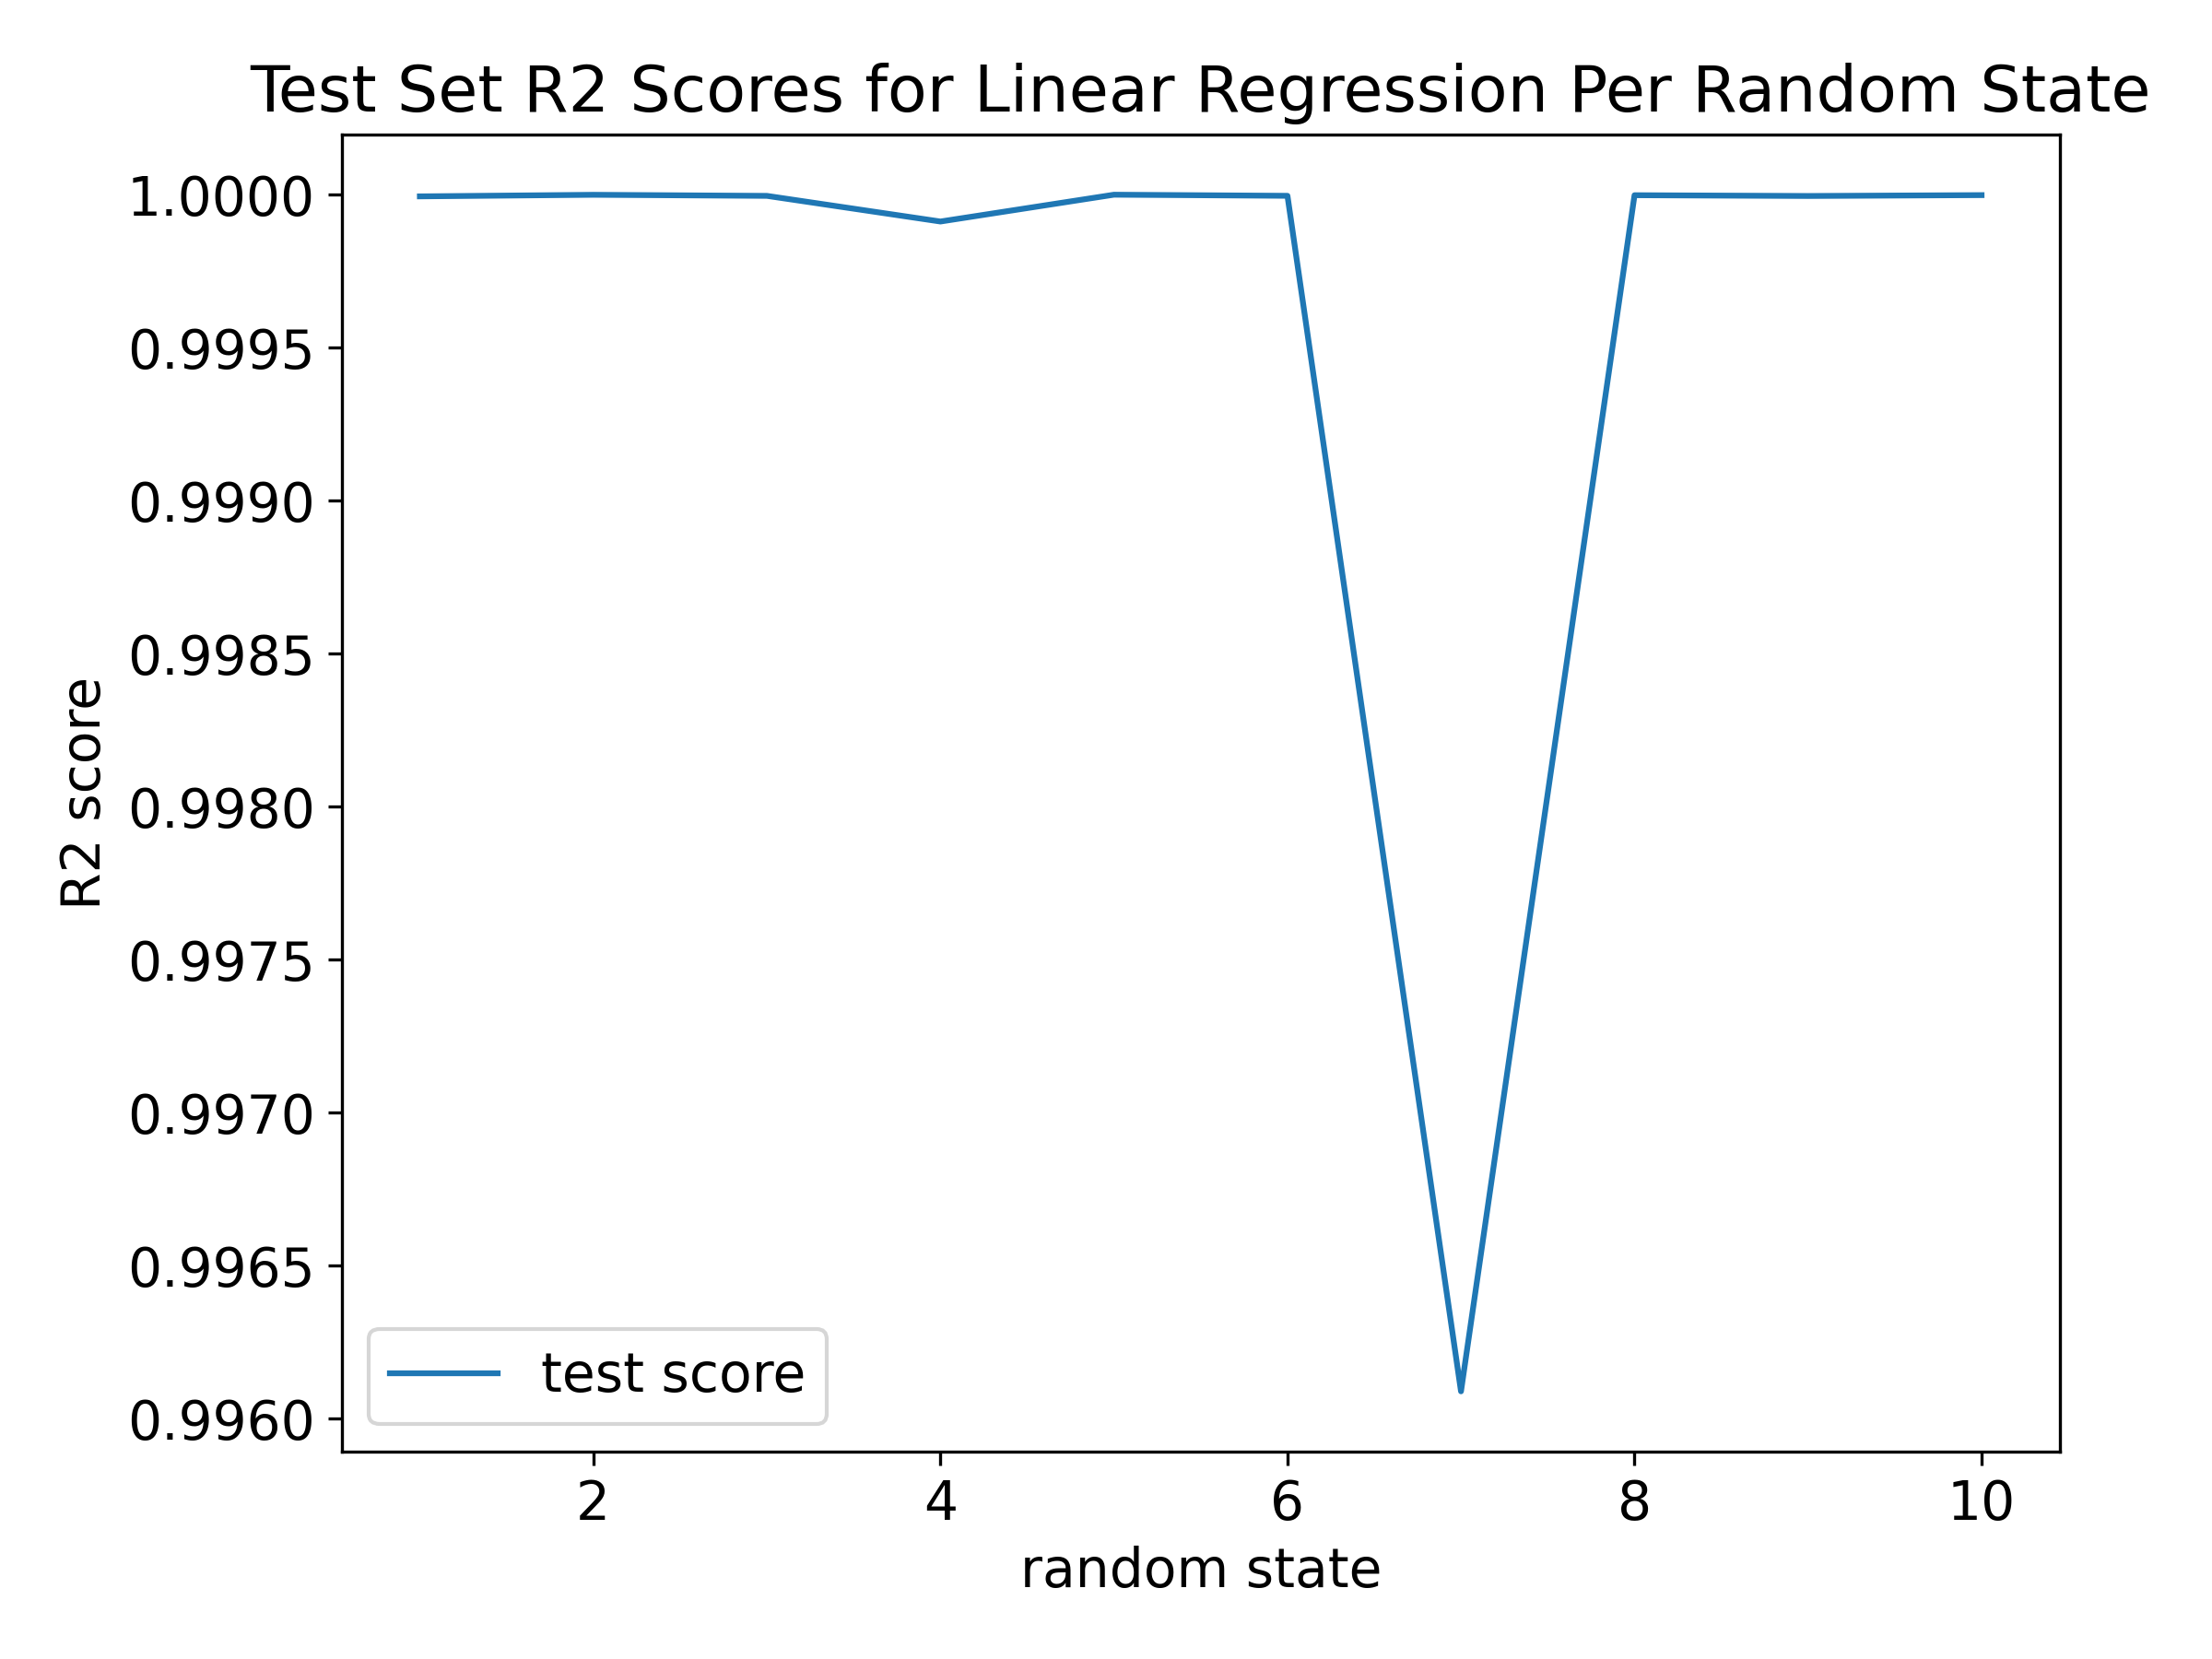 Test Set R2 Scores for Linear Regression Per Random State
1.0000
0.9995
0.9990
0.9985
0.9980
0.9975
0.9970
0.9965
0.9960
R2 score
test score
2 4 6 8 10
random state